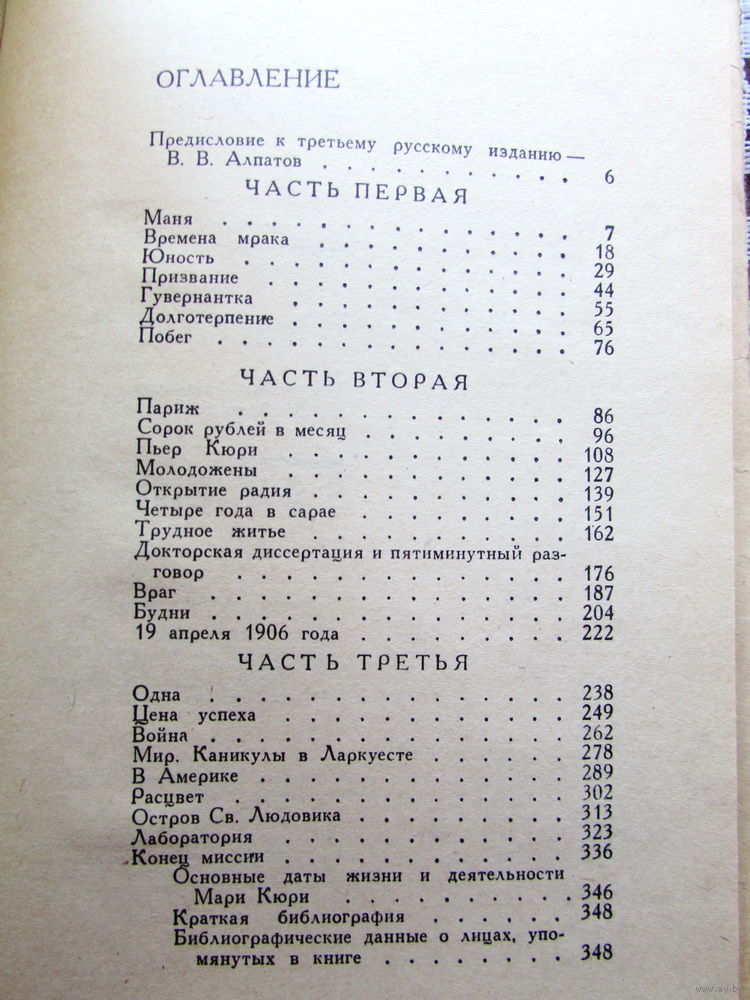 ОГЛАВЛЕНИЕ
Предисловие к третьему русскому изданию —
В. В. Алпатов . . . . . . . . . . . 6
ЧАСТЬ ПЕРВАЯ
Маня . . . . . . . . . . . . . . 7
Времена мрака . . . . . . . . . . . 18
Юность . . . . . . . . . . . . . 29
Призвание . . . . . . . . . . . . 44
Гувернантка . . . . . . . . . . . . 55
Долготерпение . . . . . . . . . . . 65
Побег . . . . . . . . . . . . . . 76
ЧАСТЬ ВТОРАЯ
Париж . . . . . . . . . . . . . 86
Сорок рублей в месяц . . . . . . . . 96
Пьер Кюри . . . . . . . . . . . 108
Молодожены . . . . . . . . . . . 127
Открытие радия . . . . . . . . . . 139
Четыре года в сарае . . . . . . . . 151
Трудное житье . . . . . . . . . . . 162
Докторская диссертация и пятиминутный раз-
говор . . . . . . . . . . . . . 176
Враг . . . . . . . . . . . . . . 187
Будни . . . . . . . . . . . . . . 204
19 апреля 1906 года . . . . . . . . 222
ЧАСТЬ ТРЕТЬЯ
Одна . . . . . . . . . . . . . . 238
Цена успеха . . . . . . . . . . . 249
Война . . . . . . . . . . . . . . 262
Мир. Каникулы в Ларкуесте . . . . . . 278
В Америке . . . . . . . . . . . . 289
Расцвет . . . . . . . . . . . . . 302
Остров Св. Людовика . . . . . . . . 313
Лаборатория . . . . . . . . . . . 323
Конец миссии . . . . . . . . . . . 336
Основные даты жизни и деятельности
Мари Кюри . . . . . . . . . 346
Краткая библиография . . . . . . 348
Библиографические данные о лицах, упо-
мянутых в книге . . . . . . . 348
www.ay.by